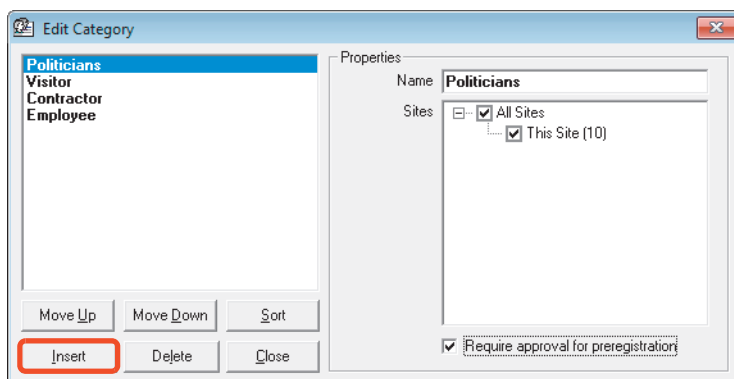 Edit Category
Politicians
Visitor
Contractor
Employee
Move Up Move Down Sort
Insert Delete Close
Properties
Name Politicians
Sites All Sites
This Site (10)
Require approval for preregistration